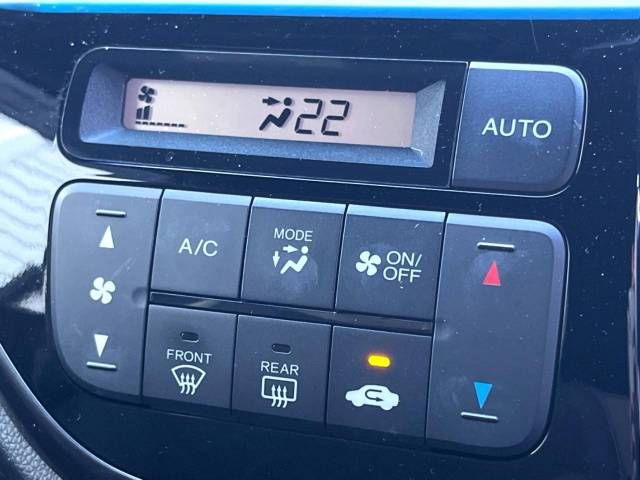 22
AUTO
A/C
MODE
ON/
OFF
FRONT
REAR